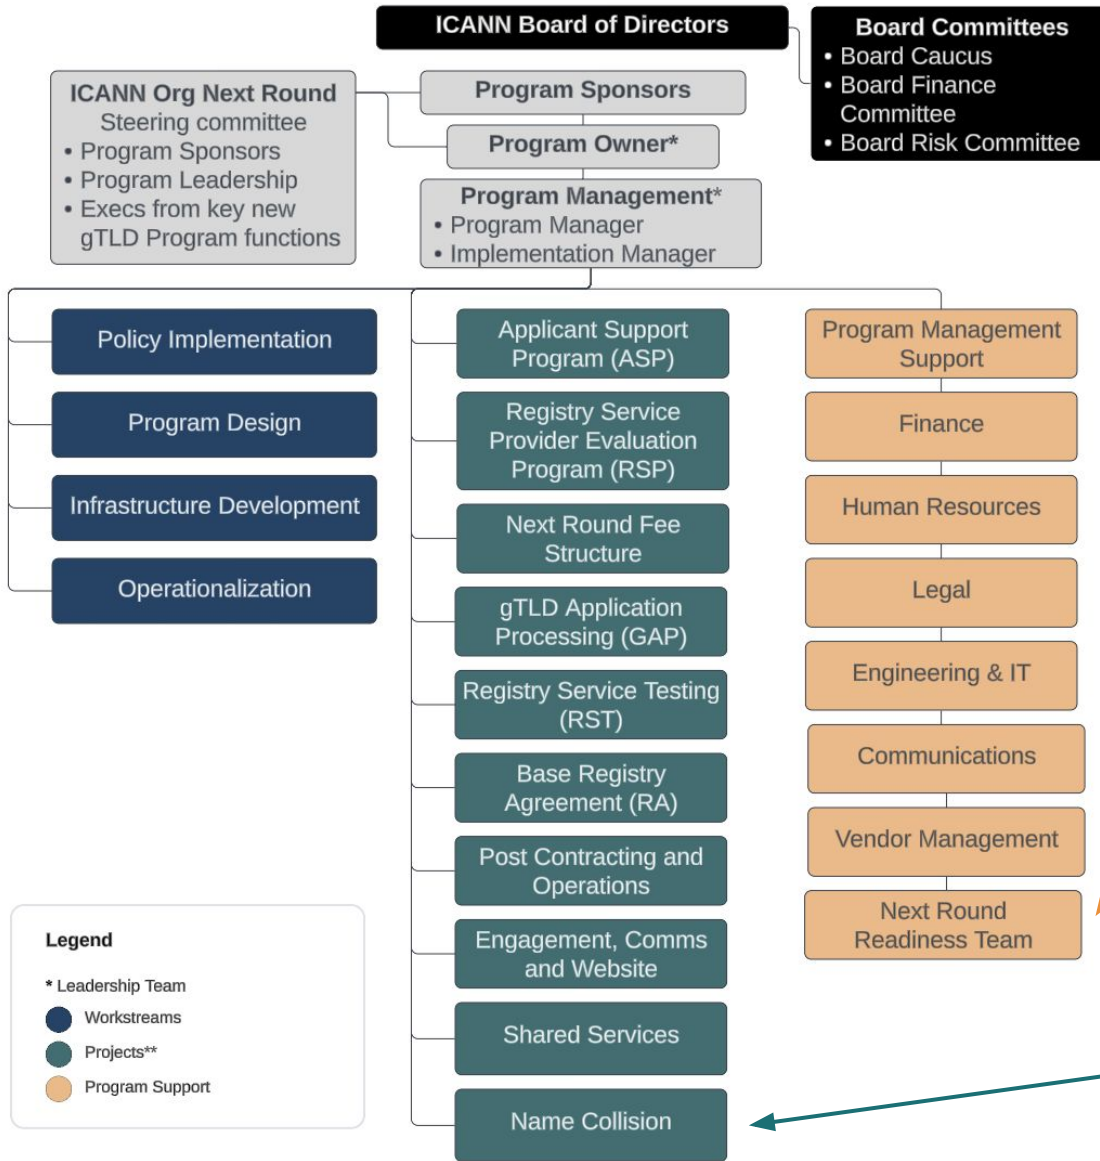 ICANN Board of Directors
Board Committees
• Board Caucus
• Board Finance
Committee
• Board Risk Committee
ICANN Org Next Round
Steering committee
• Program Sponsors
• Program Leadership
• Execs from key new
gTLD Program functions
Program Sponsors
Program Owner*
Program Management*
• Program Manager
• Implementation Manager
Policy Implementation
Program Design
Infrastructure Development
Operationalization
Applicant Support
Program (ASP)
Registry Service
Provider Evaluation
Program (RSP)
Next Round Fee
Structure
gTLD Application
Processing (GAP)
Registry Service Testing
(RST)
Base Registry
Agreement (RA)
Post Contracting and
Operations
Engagement, Comms
and Website
Shared Services
Name Collision
Program Management
Support
Finance
Human Resources
Legal
Engineering & IT
Communications
Vendor Management
Next Round
Readiness Team
Legend
* Leadership Team
Workstreams
Projects**
Program Support